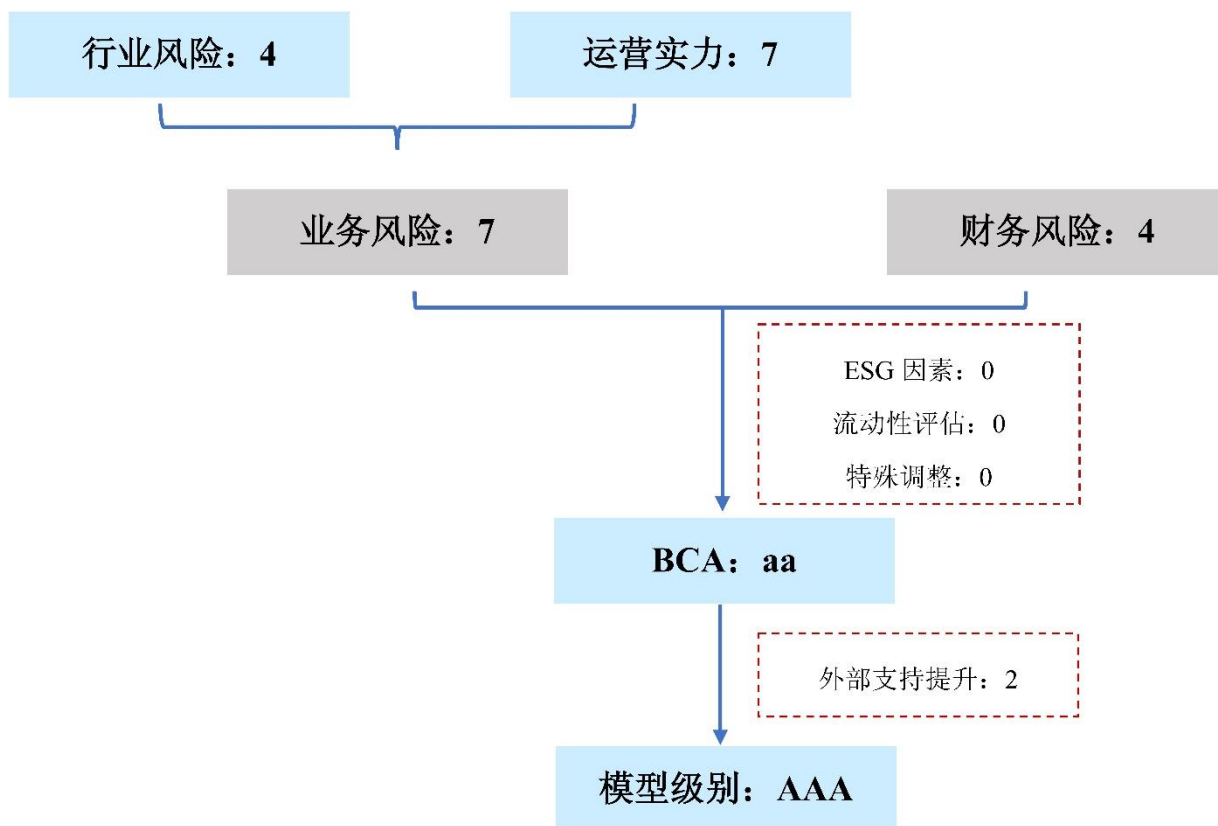 行业风险：4
运营实力：7
业务风险：7
财务风险：4
ESG 因素：0
流动性评估：0
特殊调整：0
BCA：aa
外部支持提升：2
模型级别：AAA